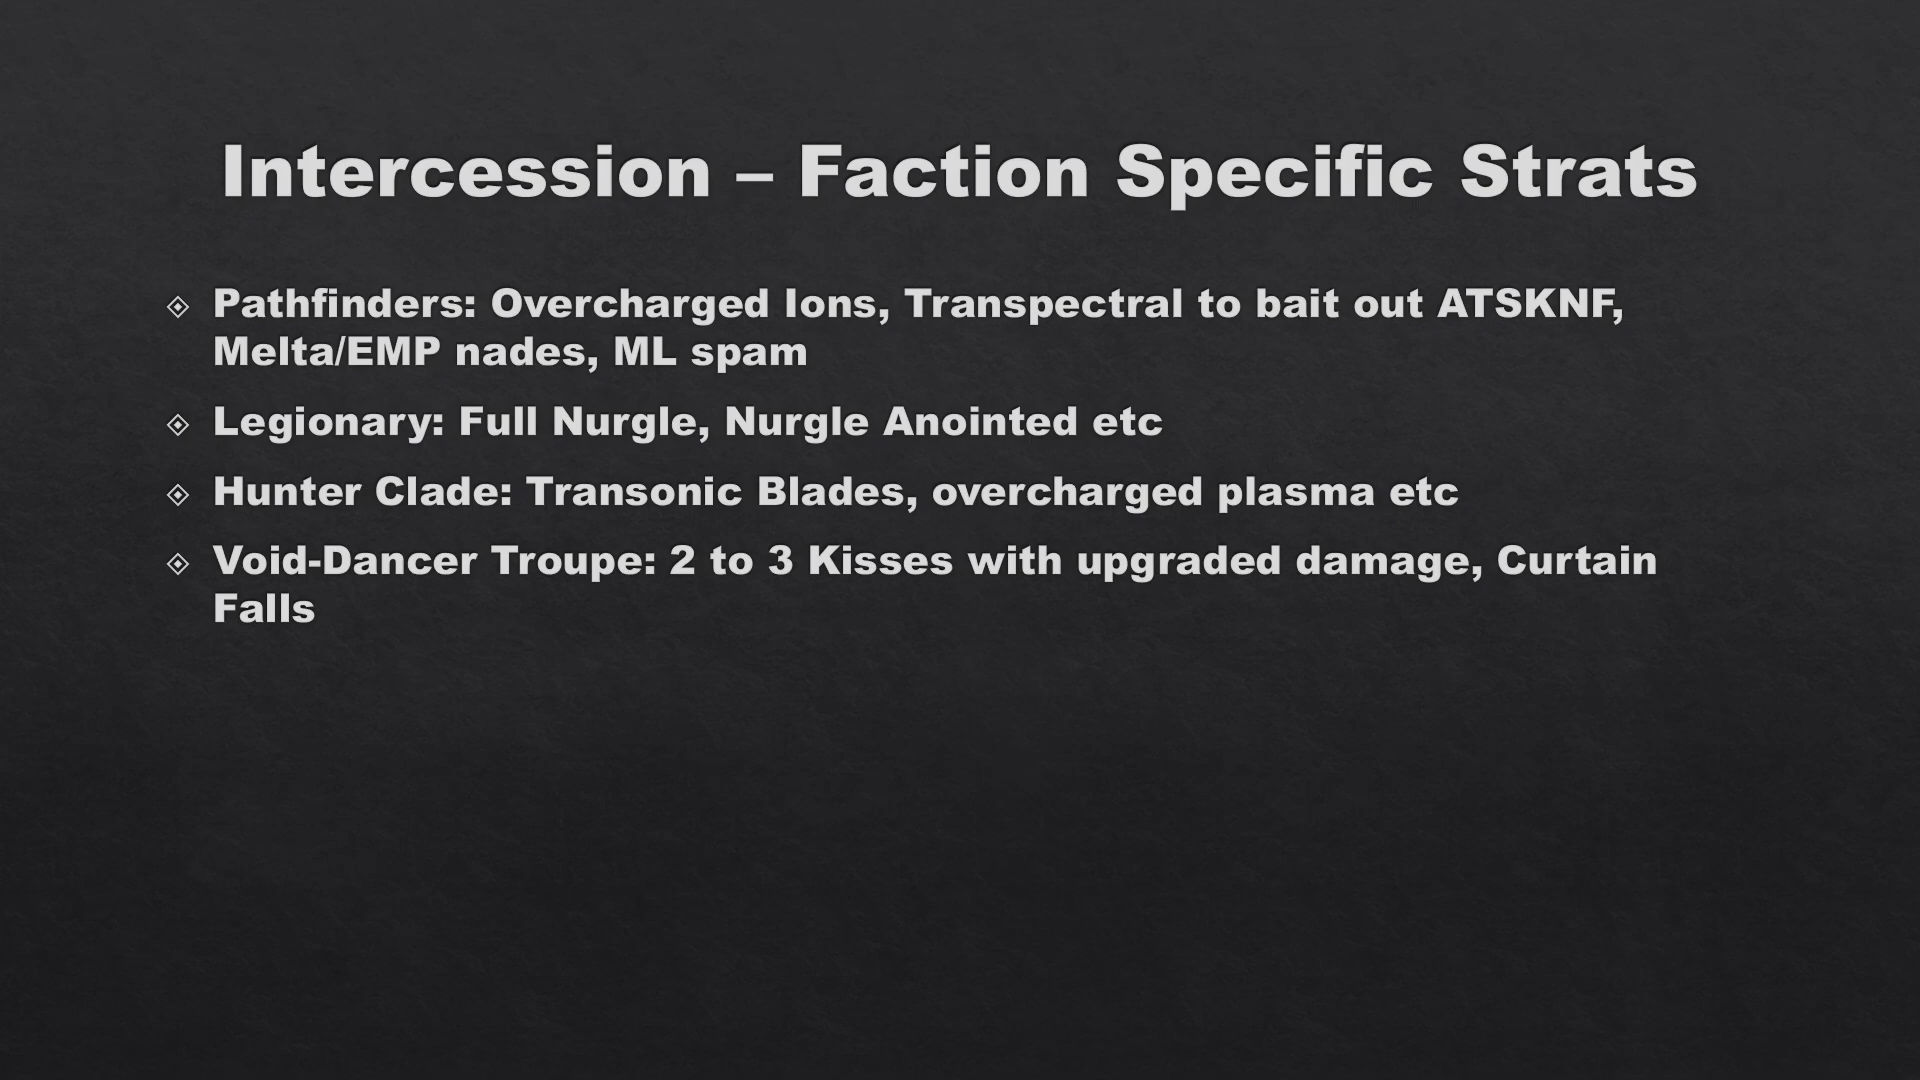 Intercession – Faction Specific Strats
Pathfinders: Overcharged Ions, Transpectral to bait out ATSKNF,
Melta/EMP nades, ML spam
Legionary: Full Nurgle, Nurgle Anointed etc
Hunter Clade: Transonic Blades, overcharged plasma etc
Void-Dancer Troupe: 2 to 3 Kisses with upgraded damage, Curtain
Falls